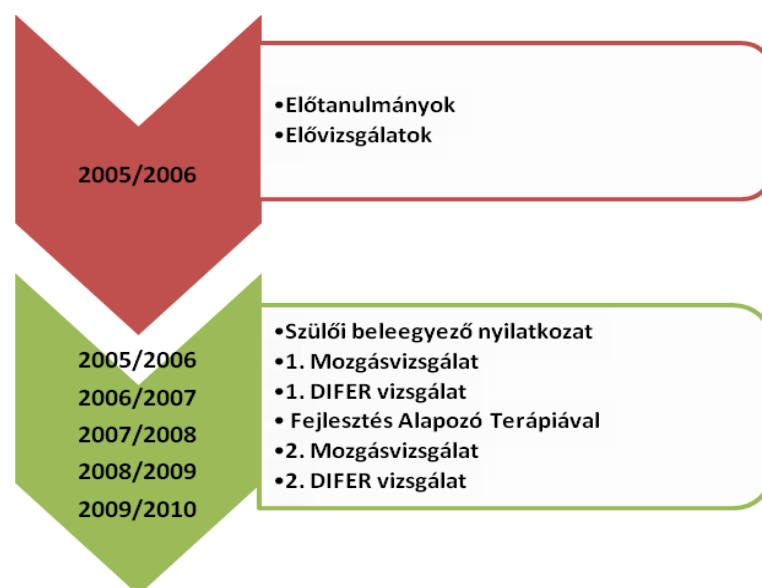 2005/2006
•Előtanulmányok
•Elővizsgálatok
2005/2006
2006/2007
2007/2008
2008/2009
2009/2010
•Szülői beleegyező nyilatkozat
•1. Mozgásvizsgálat
•1. DIFER vizsgálat
• Fejlesztés Alapozó Terápiával
•2. Mozgásvizsgálat
•2. DIFER vizsgálat